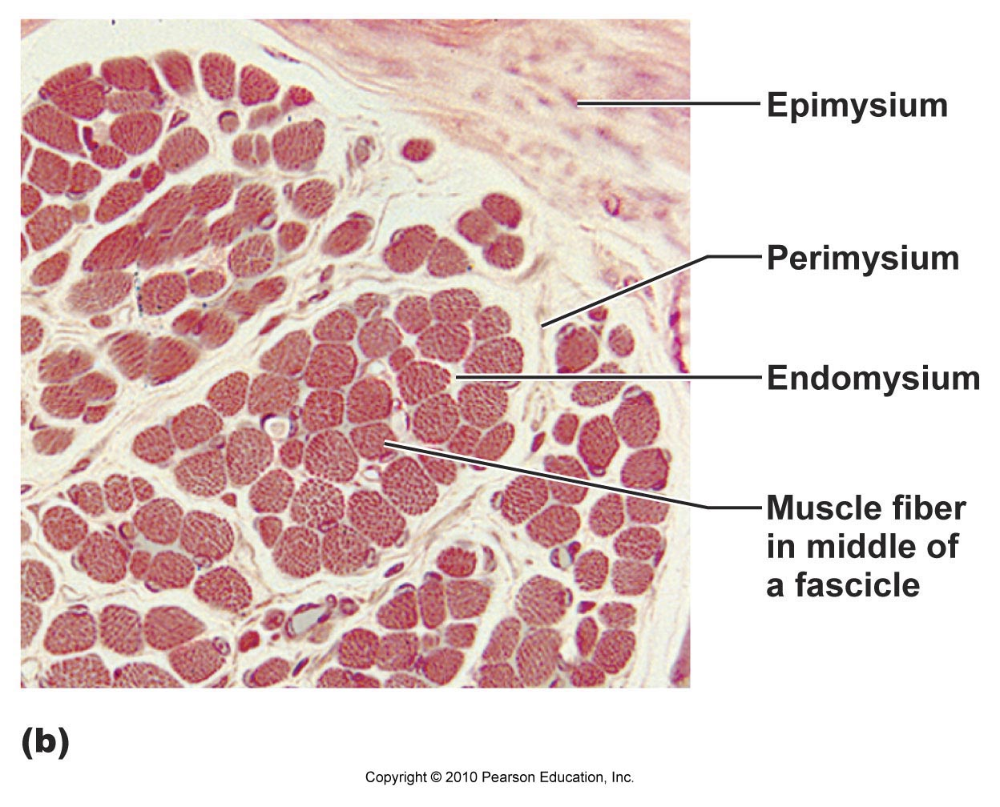 Epimysium
Perimysium
Endomysium
Muscle fiber
in middle of
a fascicle
(b)
Copyright © 2010 Pearson Education, Inc.